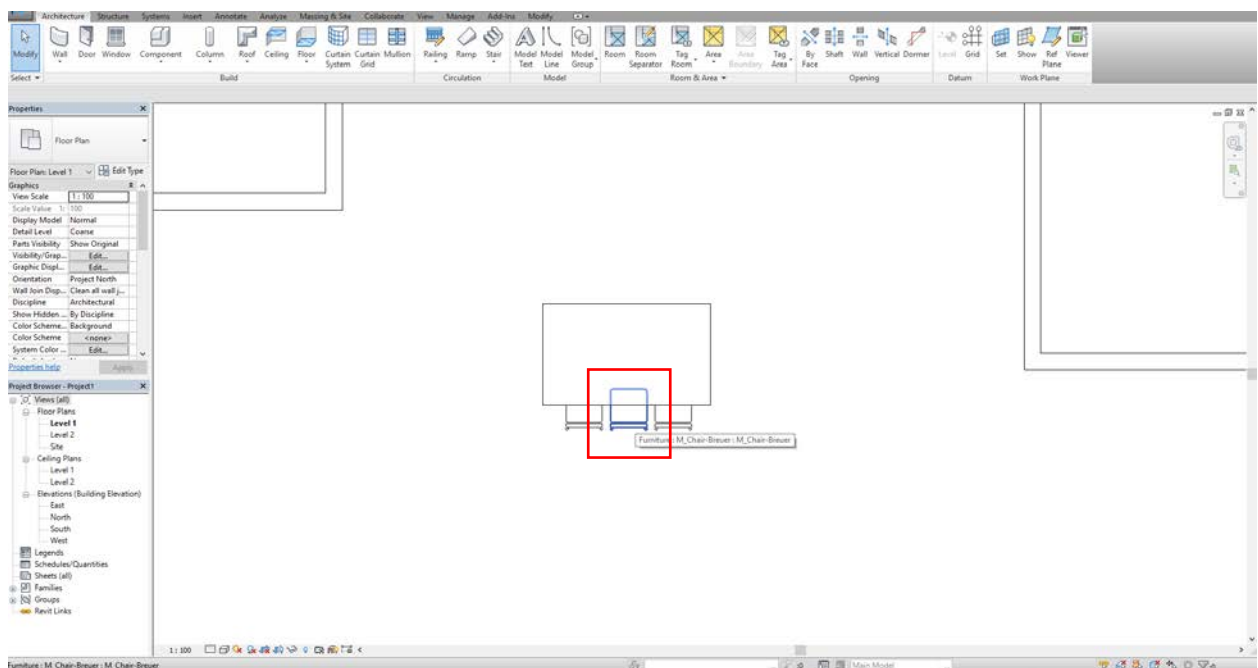 Architecture Structure Systems Insert Annotate Analyze Massing & Site Collaborate View Manage Add-Ins Modify
Modify Wall Door Window Component Column Roof Ceiling Floor Curtain System Curtain Grid Mullion Railing Ramp Stair Model Text Model Line Model Group Room Room Separator Tag Room Area Area Boundary Tag Area By Face Shaft Wall Vertical Dormer Level Grid Set Show Ref Plane Viewer
Select Build Circulation Model Room & Area Opening Datum Work Plane
Properties
Floor Plan
Floor Plan: Level 1 Edit Type
Graphics
View Scale 1 : 100
Scale Value 1: 100
Display Model Normal
Detail Level Coarse
Parts Visibility Show Original
Visibility/Grap... Edit...
Graphic Displ... Edit...
Orientation Project North
Wall Join Disp... Clean all wall j...
Discipline Architectural
Show Hidden ... By Discipline
Color Scheme... Background
Color Scheme <none>
System Color ... Edit...
Properties help Apply
Project Browser - Project1
Views (all)
Floor Plans
Level 1
Level 2
Site
Ceiling Plans
Level 1
Level 2
Elevations (Building Elevation)
East
North
South
West
Legends
Schedules/Quantities
Sheets (all)
Families
Groups
Revit Links
Furniture : M_Chair-Breuer : M_Chair-Breuer
1 : 100
Furniture : M_Chair-Breuer : M_Chair-Breuer
Main Model